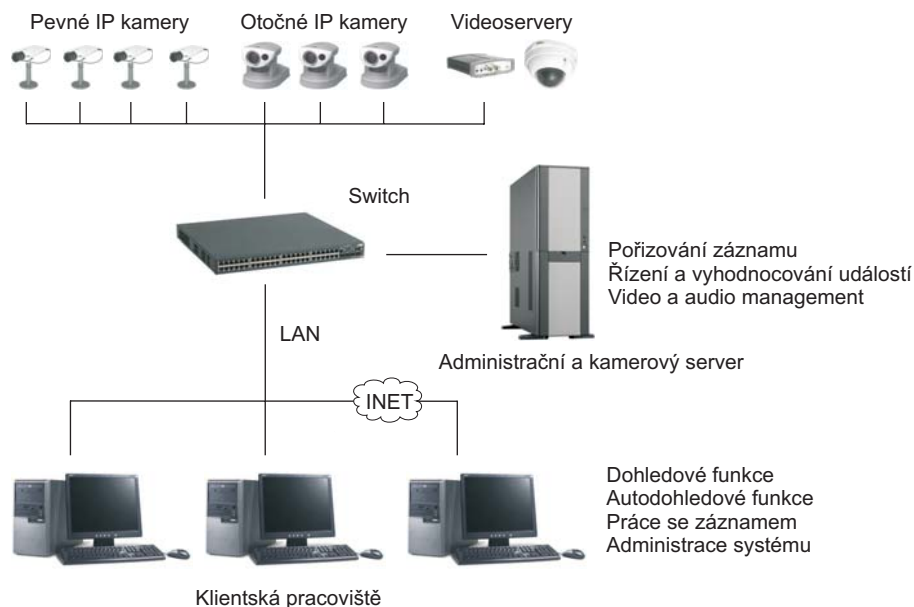 Pevné IP kamery
Otočné IP kamery
Videoservery
Switch
Pořizování záznamu
Řízení a vyhodnocování událostí
Video a audio management
LAN
Administrační a kamerový server
INET
Dohledové funkce
Autodohledové funkce
Práce se záznamem
Administrace systému
Klientská pracoviště